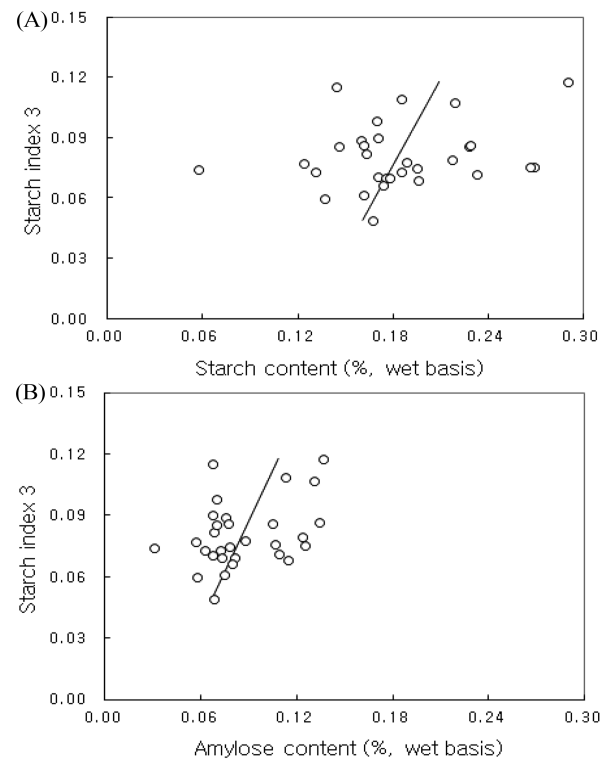 (A)
0.15
0.12
0.09
0.06
0.03
0.00
Starch index 3
0.00 0.06 0.12 0.18 0.24 0.30
Starch content (%, wet basis)
(B)
0.15
0.12
0.09
0.06
0.03
0.00
Starch index 3
0.00 0.06 0.12 0.18 0.24 0.30
Amylose content (%, wet basis)